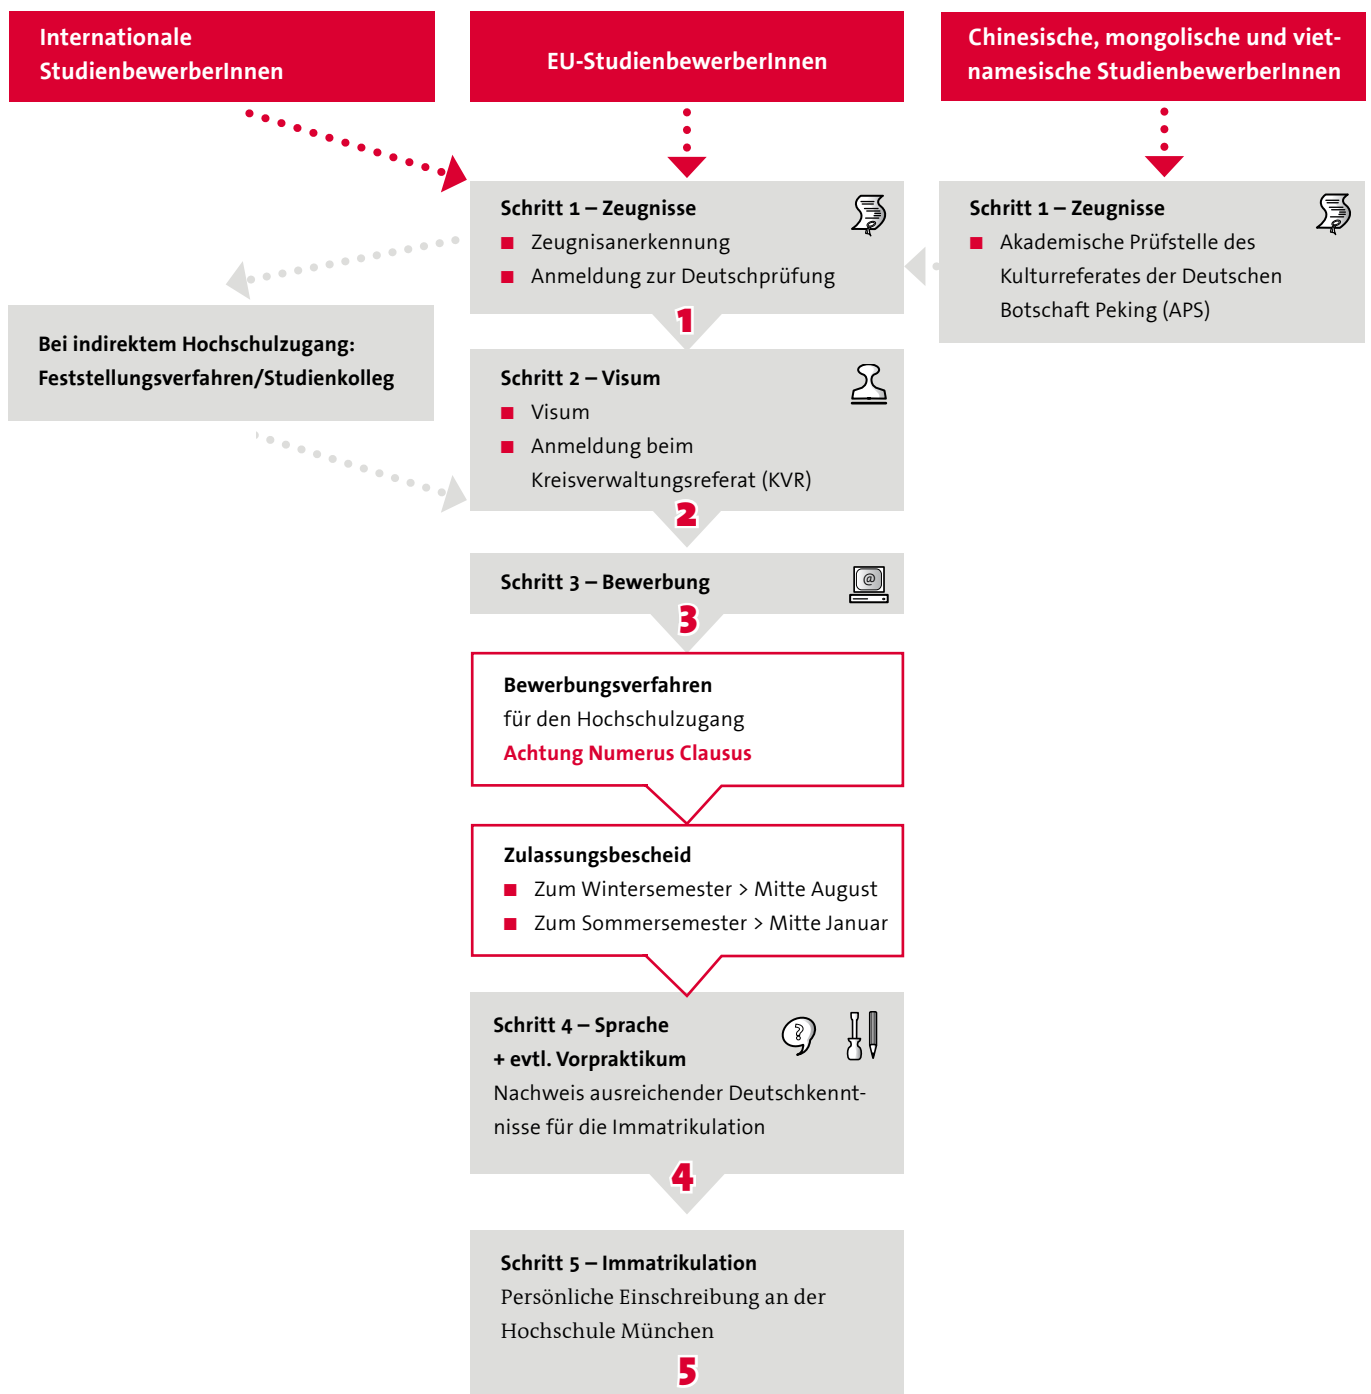 Internationale
StudienbewerberInnen
EU-StudienbewerberInnen
Chinesische, mongolische und viet-
namesische StudienbewerberInnen
Schritt 1 – Zeugnisse
Zeugnisanerkennung
Anmeldung zur Deutschprüfung
1
Schritt 1 – Zeugnisse
Akademische Prüfstelle des
Kulturreferates der Deutschen
Botschaft Peking (APS)
Bei indirektem Hochschulzugang:
Feststellungsverfahren/Studienkolleg
Schritt 2 – Visum
Visum
Anmeldung beim
Kreisverwaltungsreferat (KVR)
2
Schritt 3 – Bewerbung
@
3
Bewerbungsverfahren
für den Hochschulzugang
Achtung Numerus Clausus
Zulassungsbescheid
Zum Wintersemester > Mitte August
Zum Sommersemester > Mitte Januar
Schritt 4 – Sprache
+ evtl. Vorpraktikum
?
Nachweis ausreichender Deutschkennt-
nisse für die Immatrikulation
4
Schritt 5 – Immatrikulation
Persönliche Einschreibung an der
Hochschule München
5